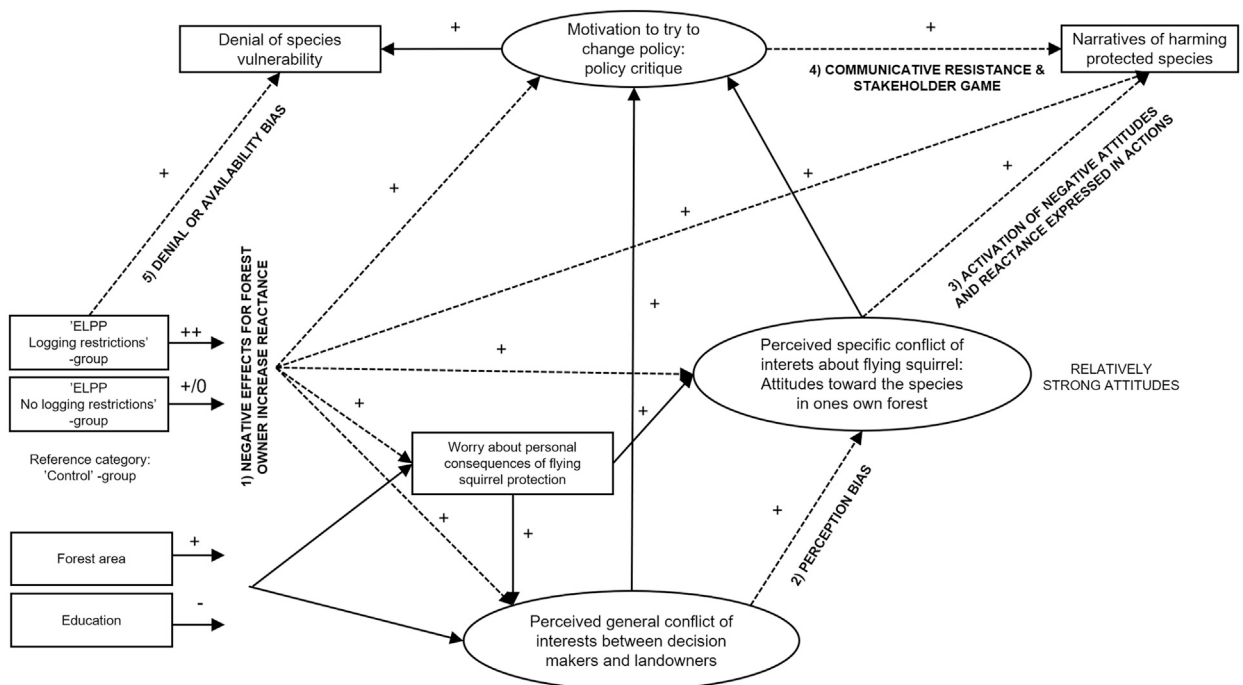 Denial of species
vulnerability
+
Motivation to try to
change policy:
policy critique
+
Narratives of harming
protected species
4) COMMUNICATIVE RESISTANCE &
STAKEHOLDER GAME
+
5) DENIAL OR AVAILABILITY BIAS
+
+
+
+
3) ACTIVATION OF NEGATIVE ATTITUDES
AND REACTANCE EXPRESSED IN ACTIONS
'ELPP
Logging restrictions'
-group
++
'ELPP
No logging restrictions'
-group
+/0
Reference category:
'Control' -group
1) NEGATIVE EFFECTS FOR FOREST
OWNER INCREASE REACTANCE
+
+
+
Perceived specific conflict of
interets about flying squirrel:
Attitudes toward the species
in ones own forest
RELATIVELY
STRONG ATTITUDES
+
+
Worry about personal
consequences of flying
squirrel protection
+
+
+
2) PERCEPTION BIAS
Forest area
+
Education
-
Perceived general conflict of
interests between decision
makers and landowners